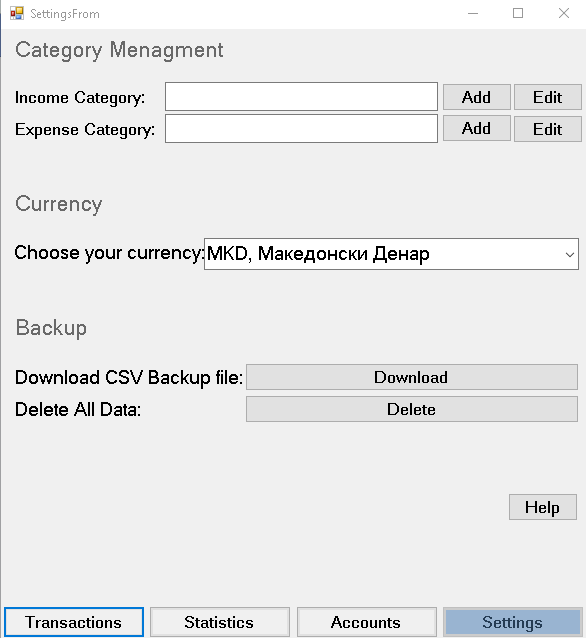 SettingsFrom
Category Menagment
Income Category: Add Edit
Expense Category: Add Edit
Currency
Choose your currency: MKD, Македонски Денар
Backup
Download CSV Backup file: Download
Delete All Data: Delete
Help
Transactions Statistics Accounts Settings